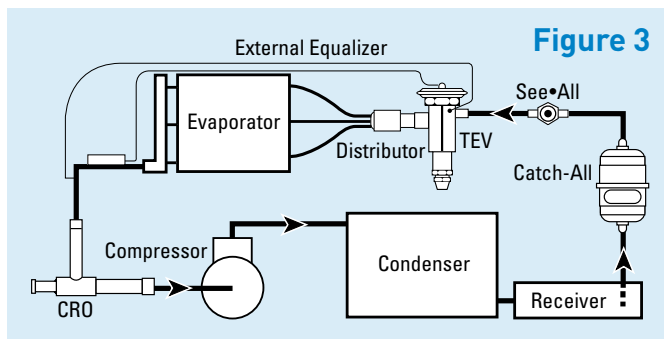 Figure 3
External Equalizer
See•All
Evaporator
TEV
Distributor
Catch-All
Compressor
Condenser
CRO
Receiver